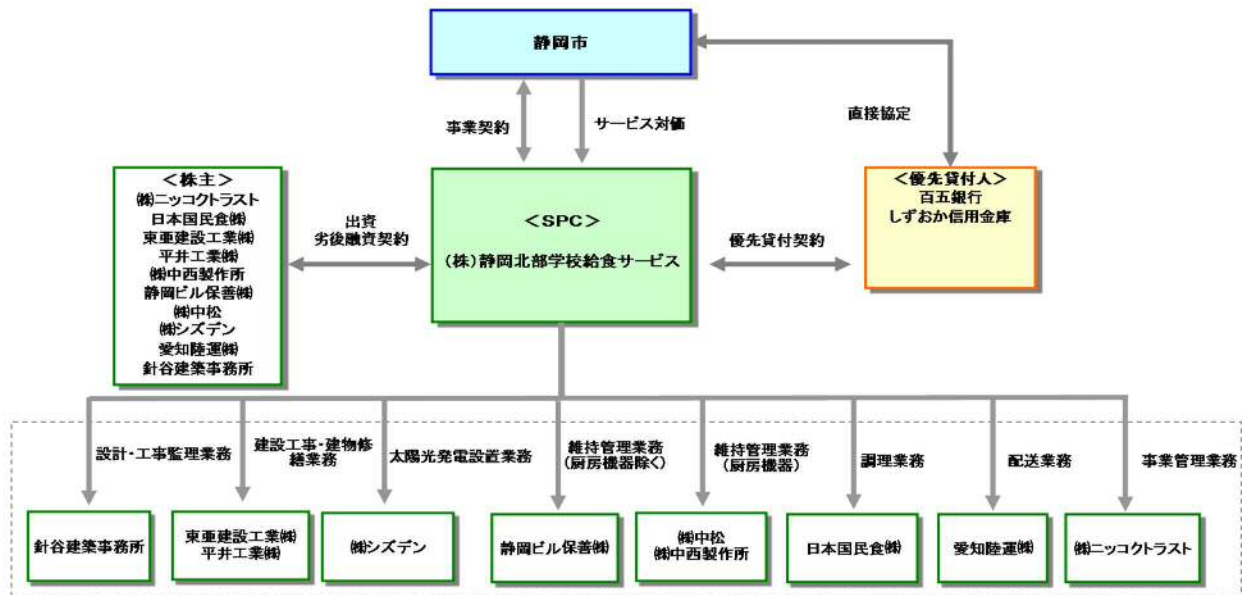 静岡市
事業契約
サービス対価
直接協定
＜株主＞
㈱ニッコクトラスト
日本国民食㈱
東亜建設工業㈱
平井工業㈱
㈱中西製作所
静岡ビル保善㈱
㈱中松
㈱シズデン
愛知陸運㈱
針谷建築事務所
出資
劣後融資契約
＜SPC＞
（株）静岡北部学校給食サービス
優先貸付契約
＜優先貸付人＞
百五銀行
しずおか信用金庫
設計・工事監理業務
建設工事・建物修
繕業務
太陽光発電設置業務
維持管理業務
（厨房機器除く）
維持管理業務
（厨房機器）
調理業務
配送業務
事業管理業務
針谷建築事務所
東亜建設工業㈱
平井工業㈱
㈱シズデン
静岡ビル保善㈱
㈱中松
㈱中西製作所
日本国民食㈱
愛知陸運㈱
㈱ニッコクトラスト